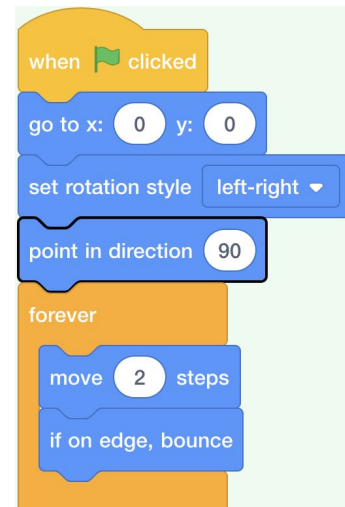 when clicked
go to x: 0 y: 0
set rotation style left-right
point in direction 90
forever
move 2 steps
if on edge, bounce